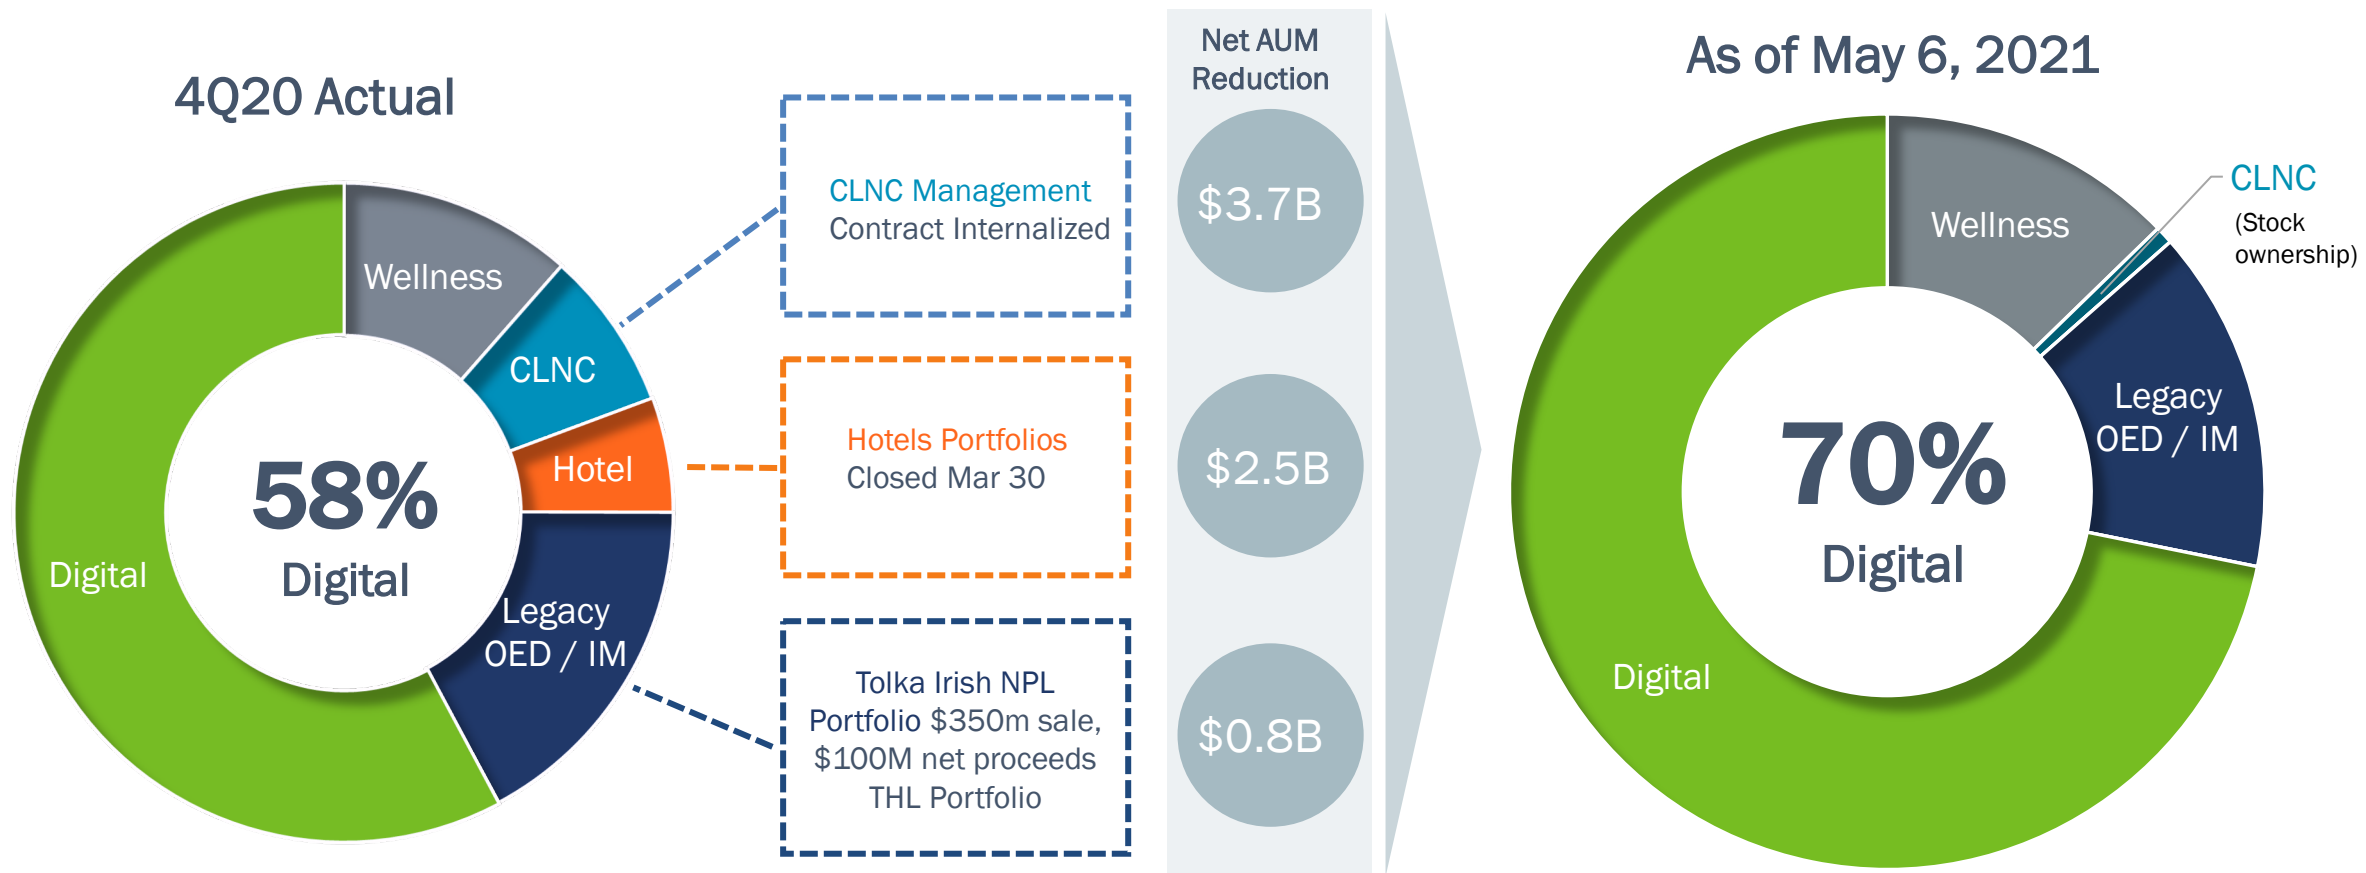 4Q20 Actual
Wellness
CLNC
Hotel
Legacy
OED / IM
Digital
58%
Digital
CLNC Management
Contract Internalized
Hotels Portfolios
Closed Mar 30
Tolka Irish NPL
Portfolio $350m sale,
$100M net proceeds
THL Portfolio
Net AUM
Reduction
$3.7B
$2.5B
$0.8B
As of May 6, 2021
Wellness
CLNC
(Stock
ownership)
Legacy
OED / IM
70%
Digital
Digital